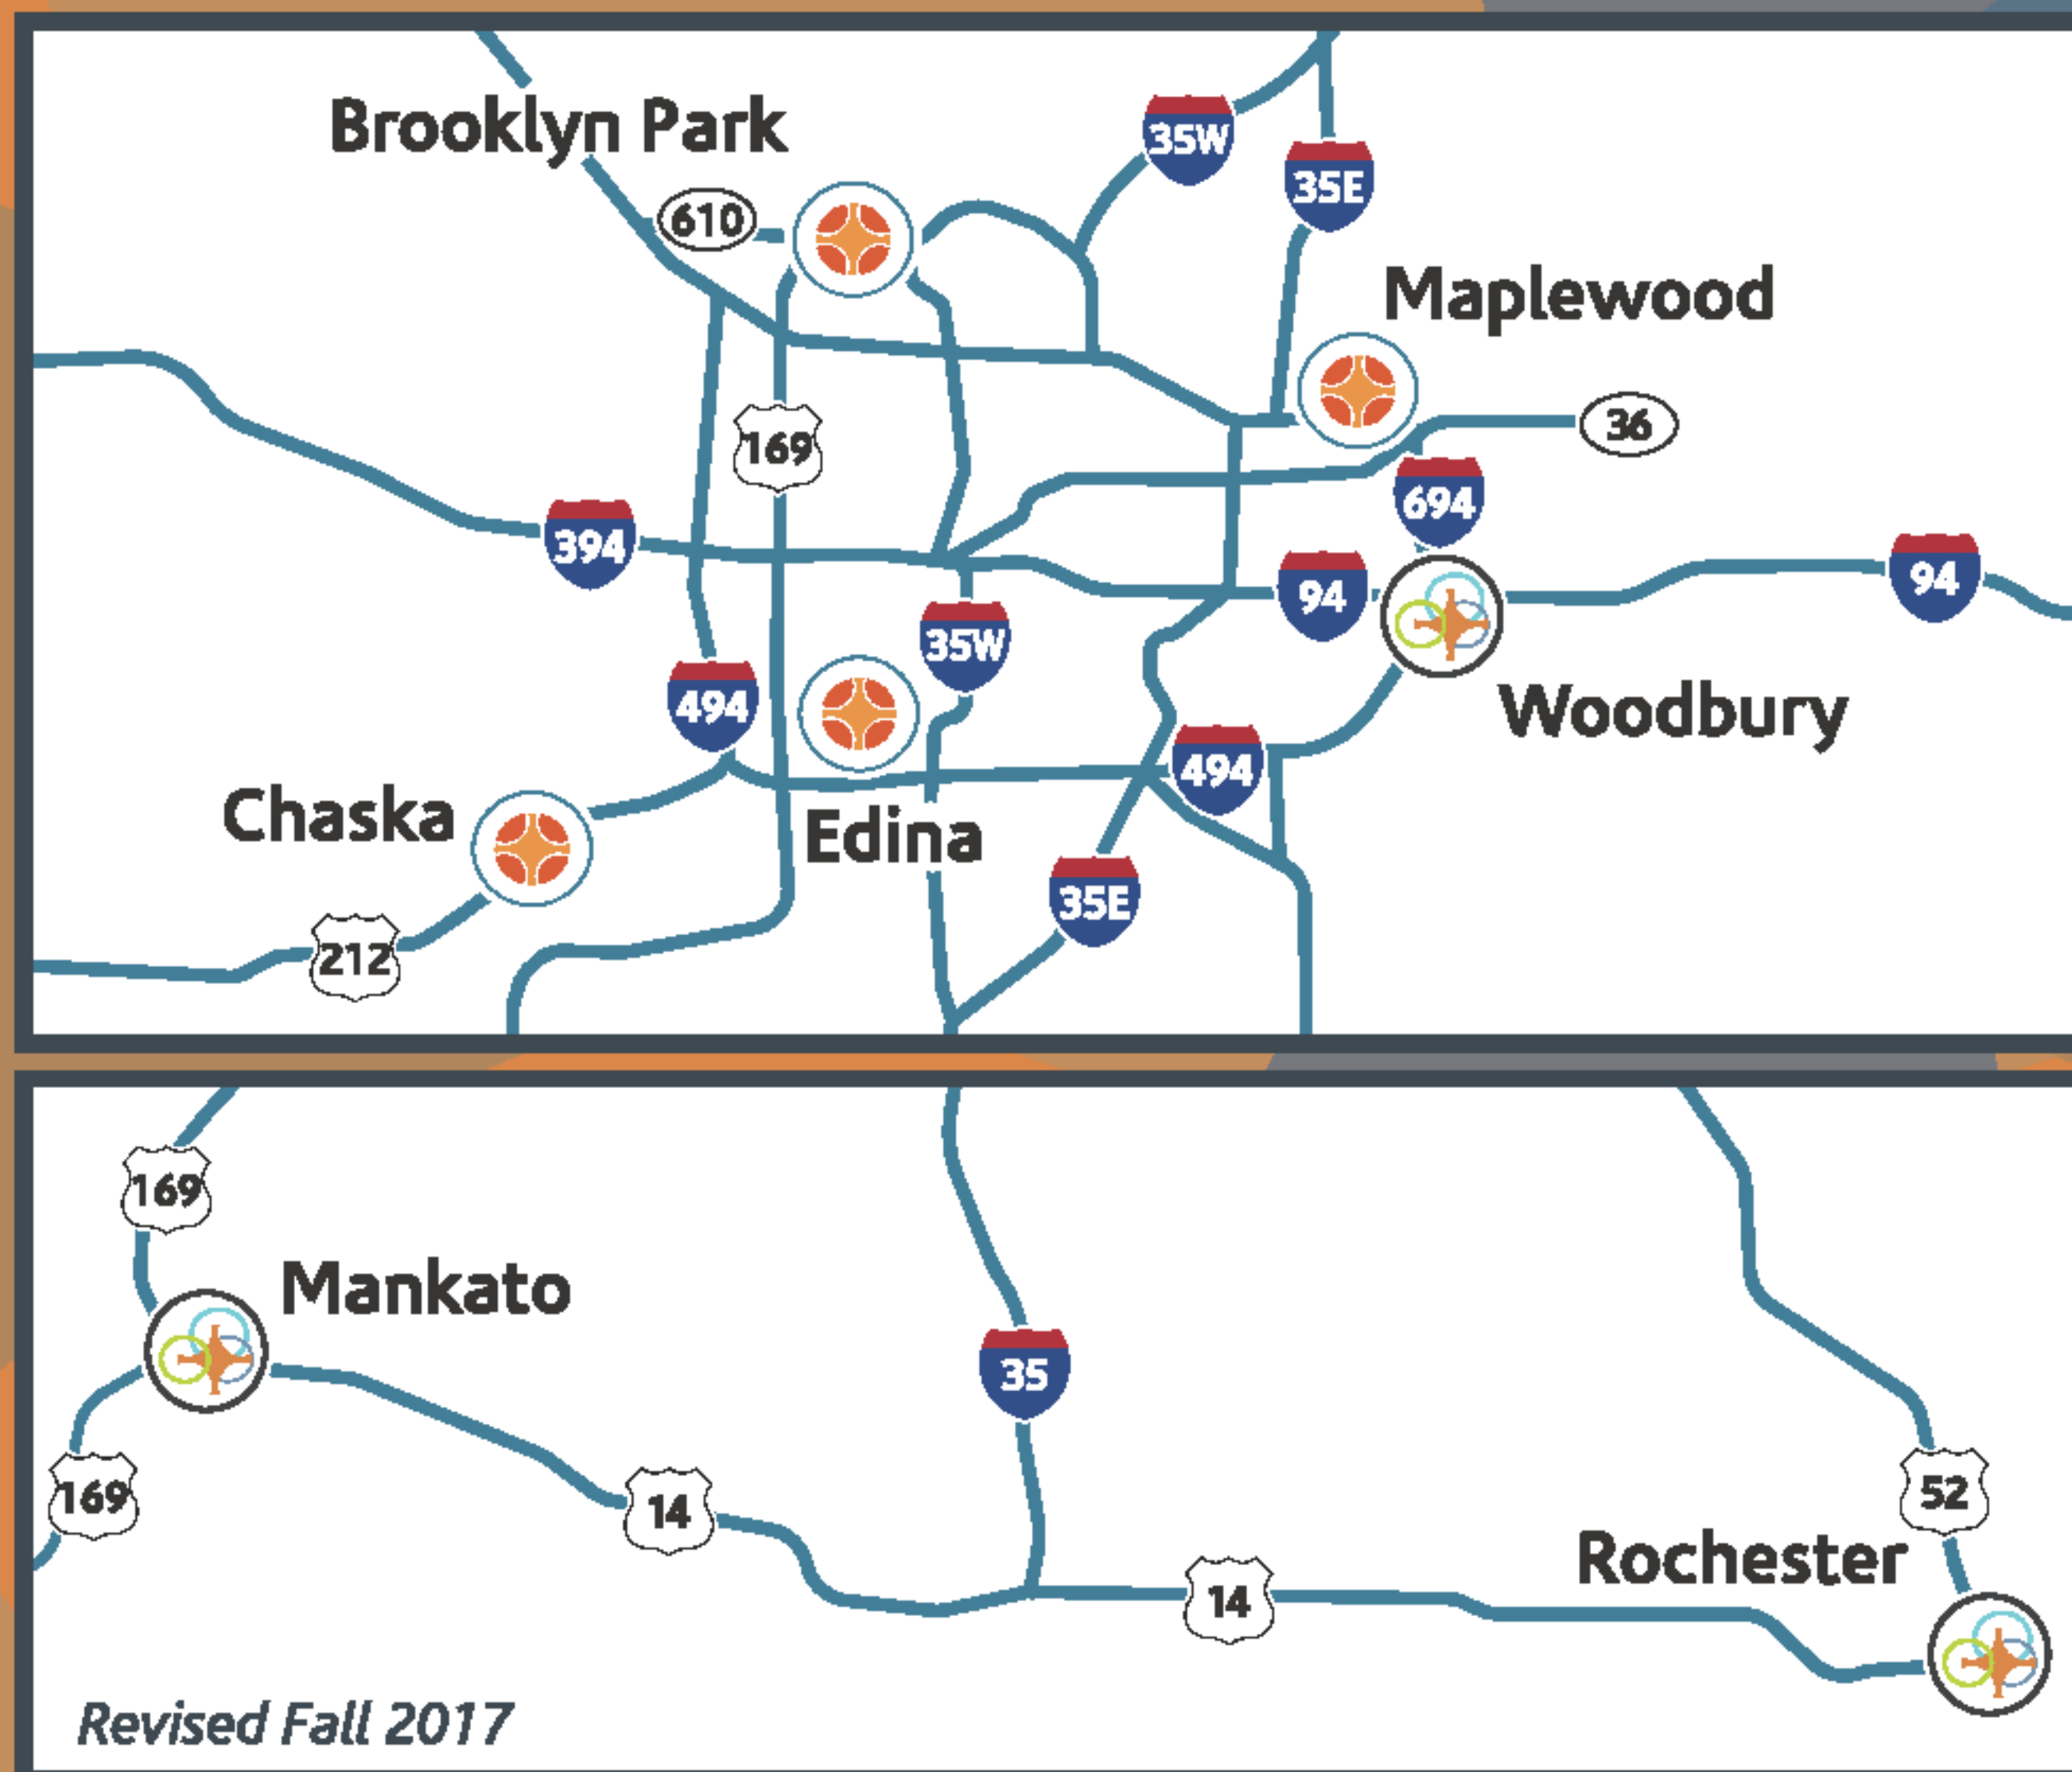 Brooklyn Park
35W
35E
610
Maplewood
169
36
694
394
94
94
35W
494
Woodbury
494
Chaska
Edina
35E
212
169
Mankato
35
169
14
52
Rochester
14
Revised Fall 2017